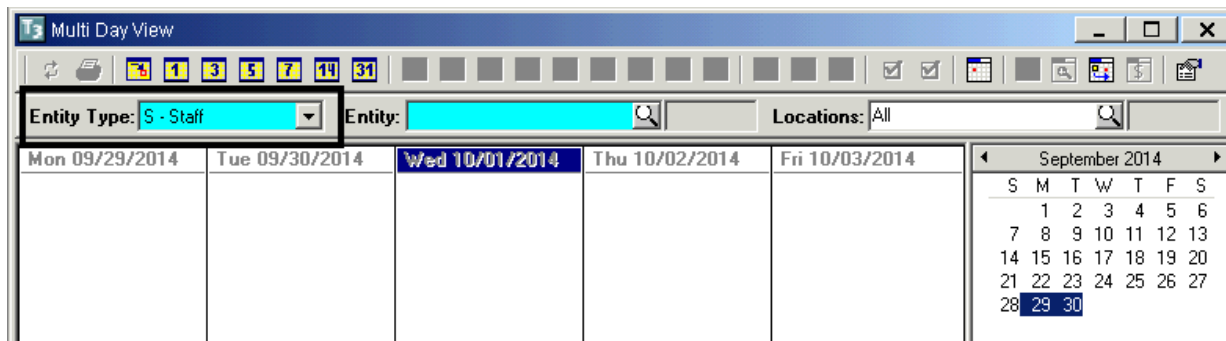 T3 Multi Day View
1 3 5 7 14 31
Entity Type: S - Staff Entity: Locations: All
Mon 09/29/2014 Tue 09/30/2014 Wed 10/01/2014 Thu 10/02/2014 Fri 10/03/2014 September 2014
S M T W T F S
1 2 3 4 5 6
7 8 9 10 11 12 13
14 15 16 17 18 19 20
21 22 23 24 25 26 27
28 29 30